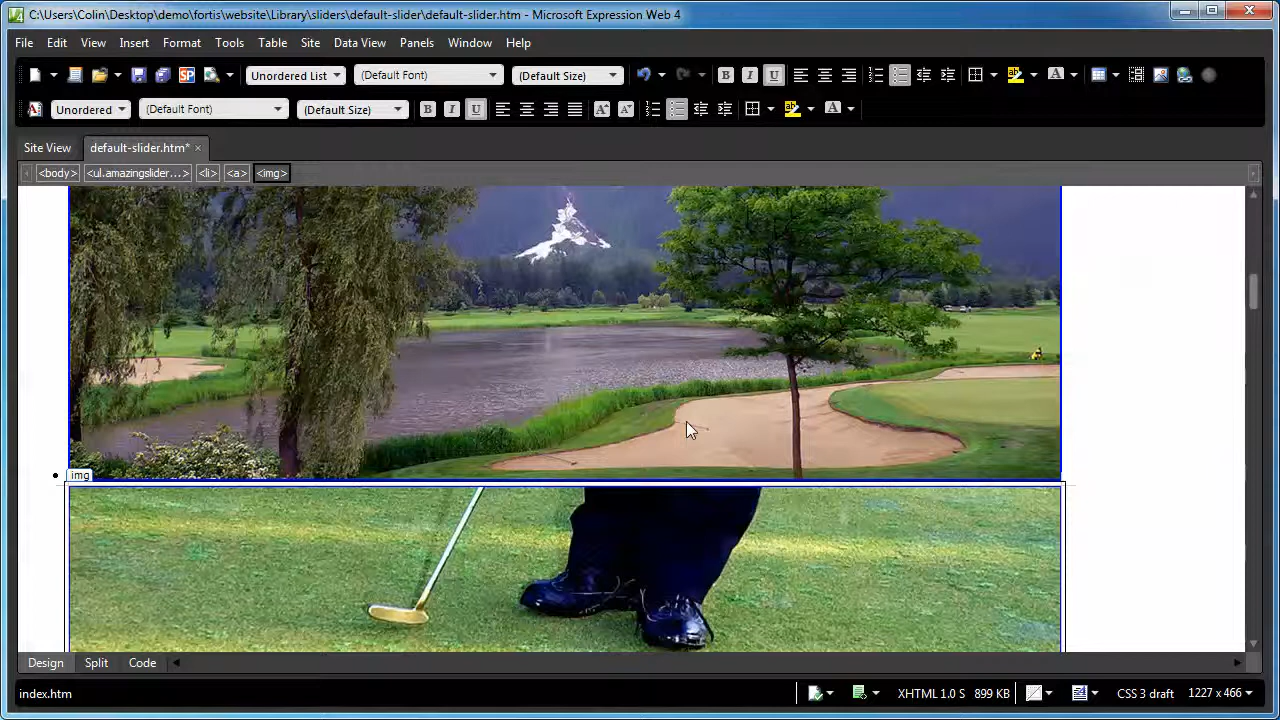 C:\Users\Colin\Desktop\demo\fortis\website\Library\sliders\default-slider\default-slider.htm - Microsoft Expression Web 4
File Edit View Insert Format Tools Table Site Data View Panels Window Help
Unordered list (Default Font) (Default Size) B I U
Unordered (Default Font) (Default Size) B I U
Site View default-slider.htm*
<body> <ul.amazingslider...> <li> <a> <img>
img
Design Split Code
index.htm XHTML 1.0 S 899 KB CSS 3 draft 1227 x 466